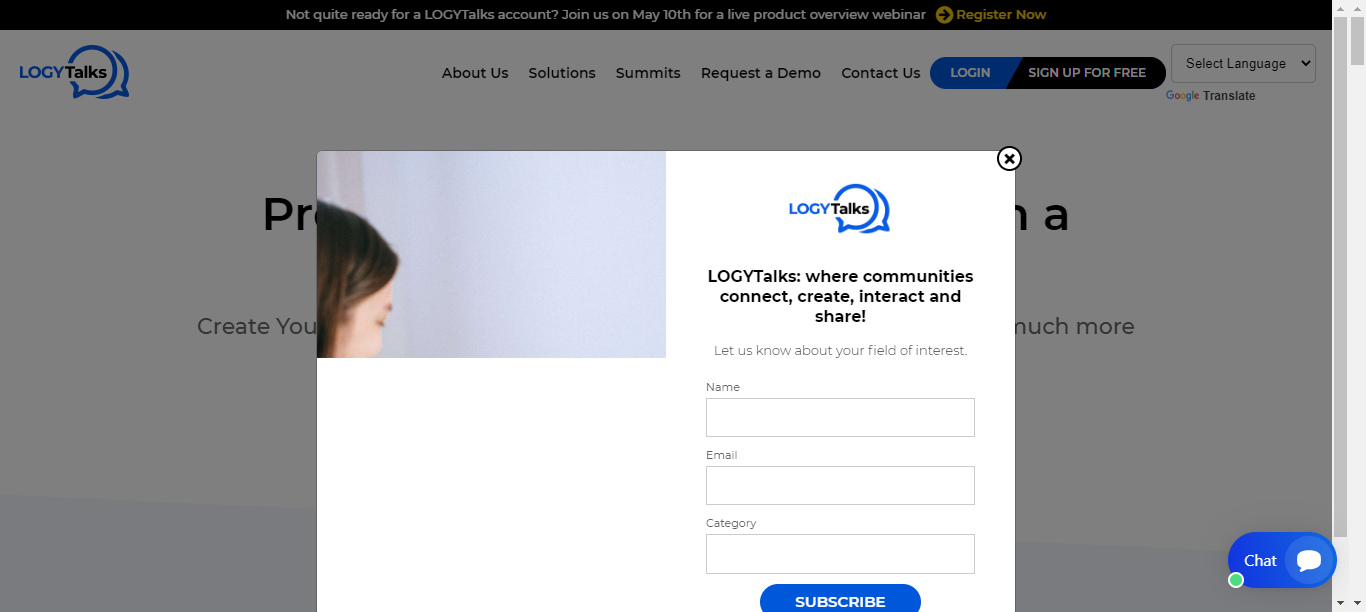 Not quite ready for a LOGYTalks account? Join us on May 10th for a live product overview webinar Register Now
LOGYTalks
About Us Solutions Summits Request a Demo Contact Us LOGIN SIGN UP FOR FREE Select Language
Google Translate
LOGYTalks
a
LOGYTalks: where communities
connect, create, interact and
share!
Create You much more
Let us know about your field of interest.
Name
Email
Category
Chat
SUBSCRIBE